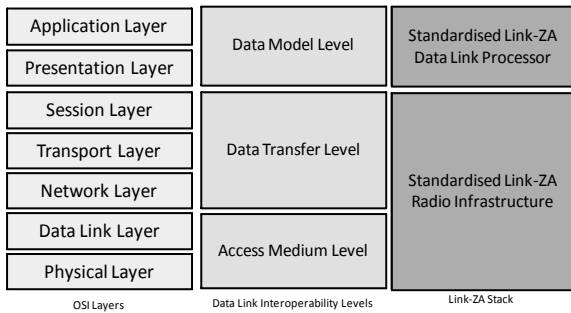 Application Layer
Presentation Layer
Session Layer
Transport Layer
Network Layer
Data Link Layer
Physical Layer
OSI Layers
Data Model Level
Data Transfer Level
Access Medium Level
Data Link Interoperability Levels
Standardised Link-ZA
Data Link Processor
Standardised Link-ZA
Radio Infrastructure
Link-ZA Stack